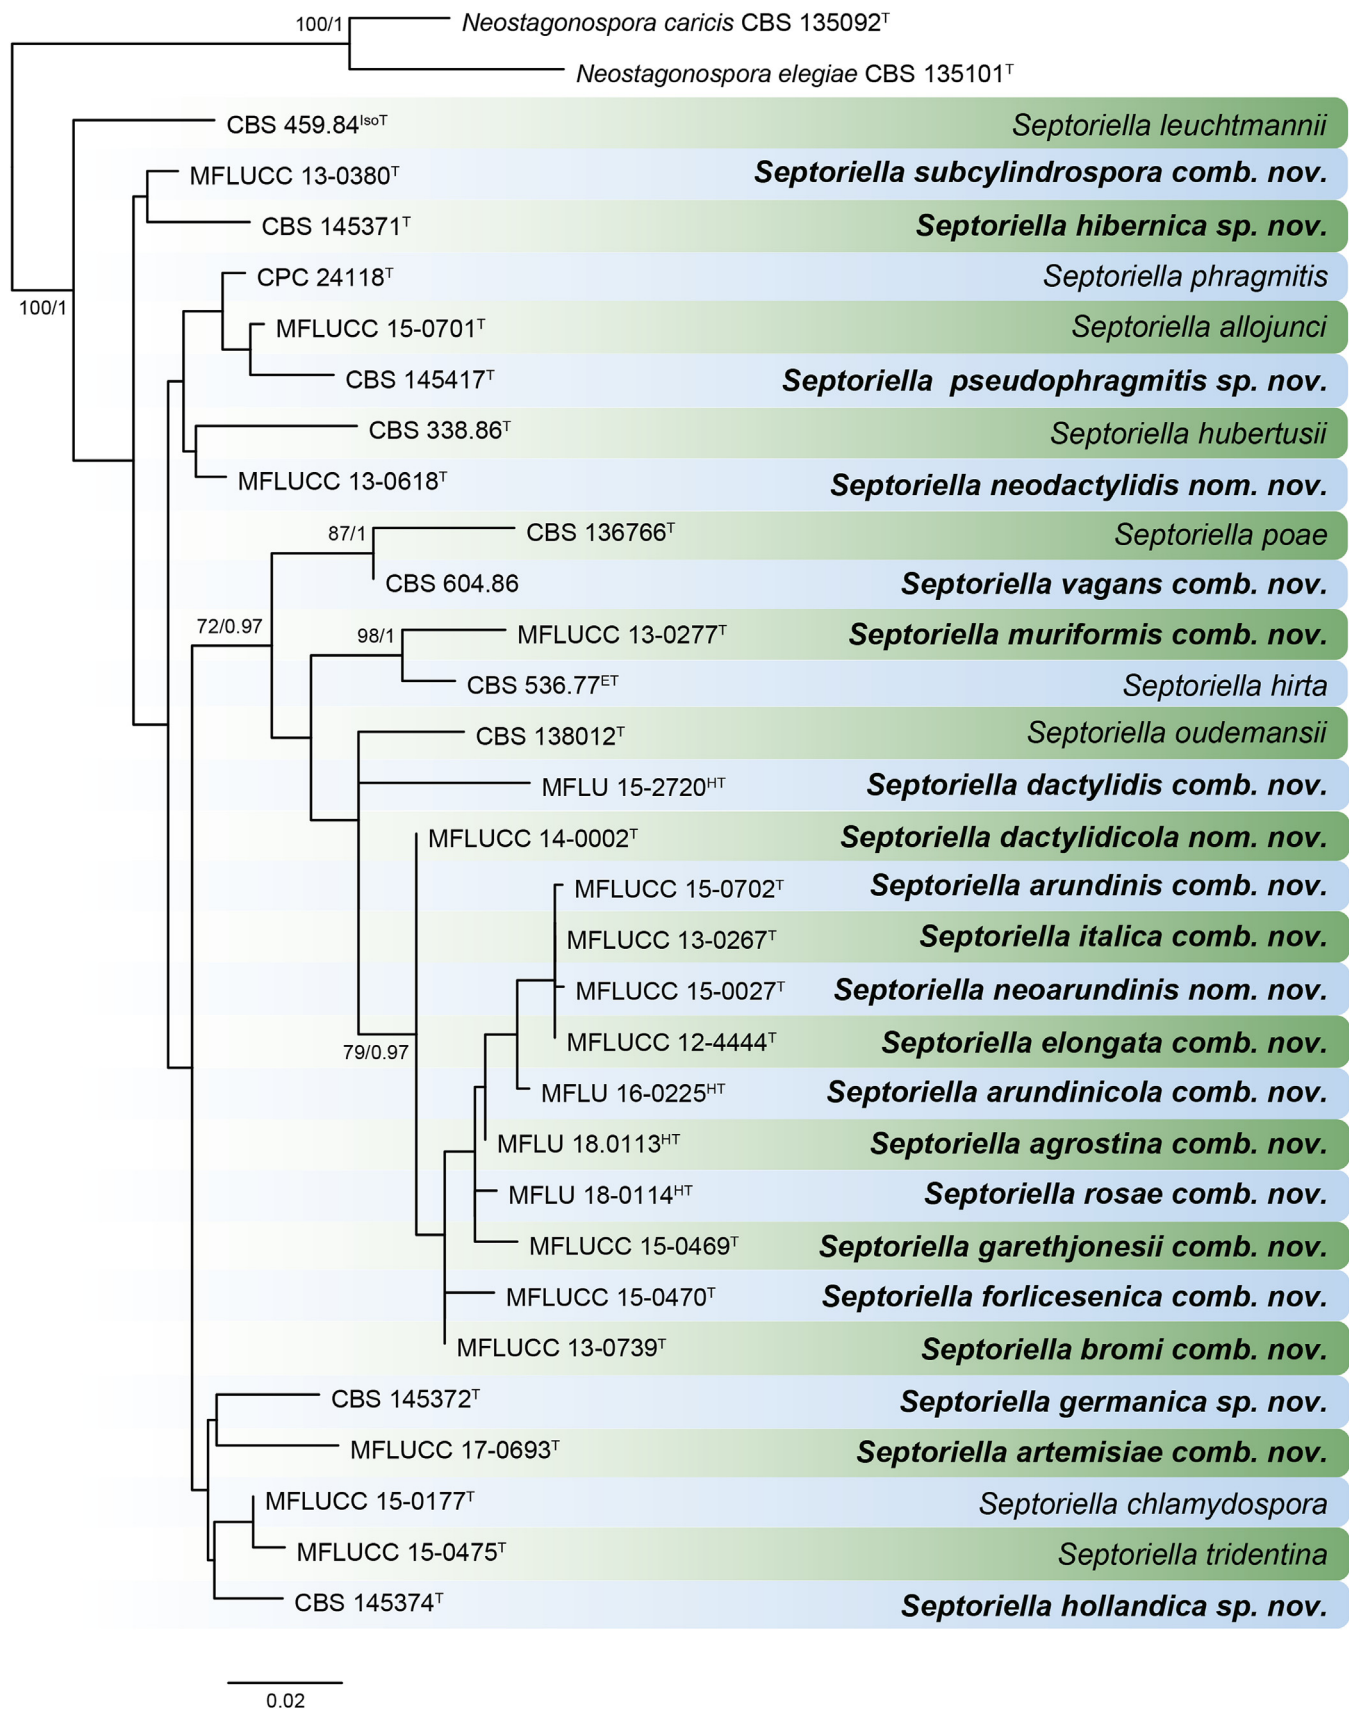 100/1 Neostagonospora caricis CBS 135092ᵀ
Neostagonospora elegiae CBS 135101ᵀ
CBS 459.84ᴵˢᵒᵀ Septoriella leuchtmannii
MFLUCC 13-0380ᵀ Septoriella subcylindrospora comb. nov.
CBS 145371ᵀ Septoriella hibernica sp. nov.
CPC 24118ᵀ Septoriella phragmitis
100/1
MFLUCC 15-0701ᵀ Septoriella allojunci
CBS 145417ᵀ Septoriella pseudophragmitis sp. nov.
CBS 338.86ᵀ Septoriella hubertusii
MFLUCC 13-0618ᵀ Septoriella neodactylidis nom. nov.
87/1 CBS 136766ᵀ Septoriella poae
CBS 604.86 Septoriella vagans comb. nov.
72/0.97 98/1 MFLUCC 13-0277ᵀ Septoriella muriformis comb. nov.
CBS 536.77ᴱᵀ Septoriella hirta
CBS 138012ᵀ Septoriella oudemansii
MFLU 15-2720ᴴᵀ Septoriella dactylidis comb. nov.
MFLUCC 14-0002ᵀ Septoriella dactylidicola nom. nov.
MFLUCC 15-0702ᵀ Septoriella arundinis comb. nov.
MFLUCC 13-0267ᵀ Septoriella italica comb. nov.
MFLUCC 15-0027ᵀ Septoriella neoarundinis nom. nov.
MFLUCC 12-4444ᵀ Septoriella elongata comb. nov.
79/0.97
MFLU 16-0225ᴴᵀ Septoriella arundinicola comb. nov.
MFLU 18.0113ᴴᵀ Septoriella agrostina comb. nov.
MFLU 18-0114ᴴᵀ Septoriella rosae comb. nov.
MFLUCC 15-0469ᵀ Septoriella garethjonesii comb. nov.
MFLUCC 15-0470ᵀ Septoriella forlicesenica comb. nov.
MFLUCC 13-0739ᵀ Septoriella bromi comb. nov.
CBS 145372ᵀ Septoriella germanica sp. nov.
MFLUCC 17-0693ᵀ Septoriella artemisiae comb. nov.
MFLUCC 15-0177ᵀ Septoriella chlamydospora
MFLUCC 15-0475ᵀ Septoriella tridentina
CBS 145374ᵀ Septoriella hollandica sp. nov.
0.02